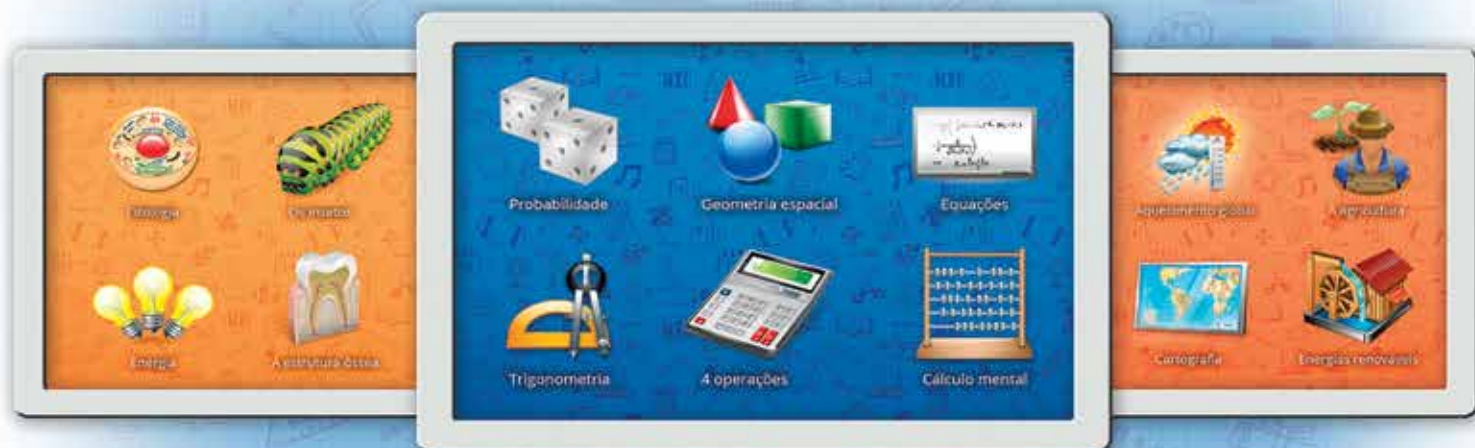 Probabilidade
Geometria espacial
Equações
Trigonometria
4 operações
Cálculo mental
Energia
A estrutura óssea
Aquecimento global
A agricultura
Cartografia
Energias renováveis